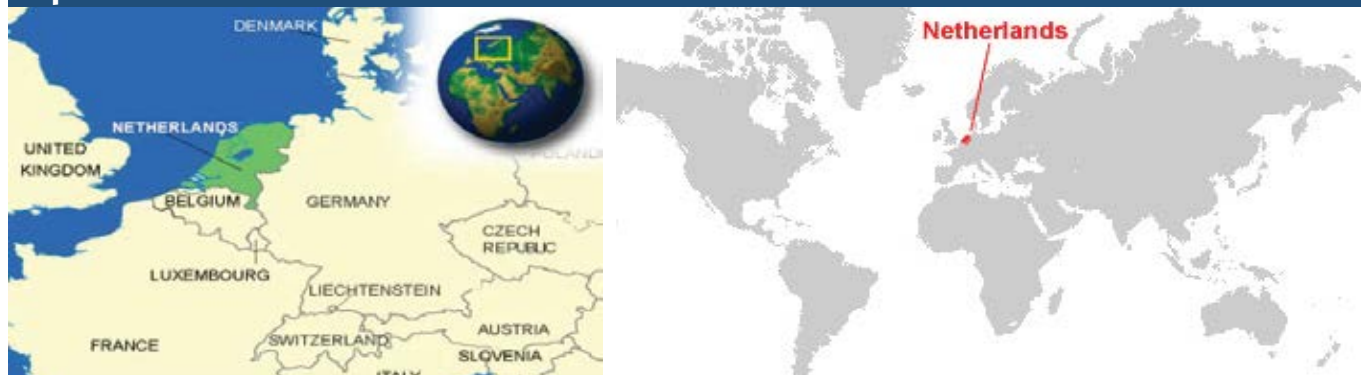 DENMARK
NETHERLANDS
UNITED
KINGDOM
BELGIUM
GERMANY
CZECH
REPUBLIC
LUXEMBOURG
LIECHTENSTEIN
AUSTRIA
FRANCE
SWITZERLAND
SLOVENIA
Netherlands